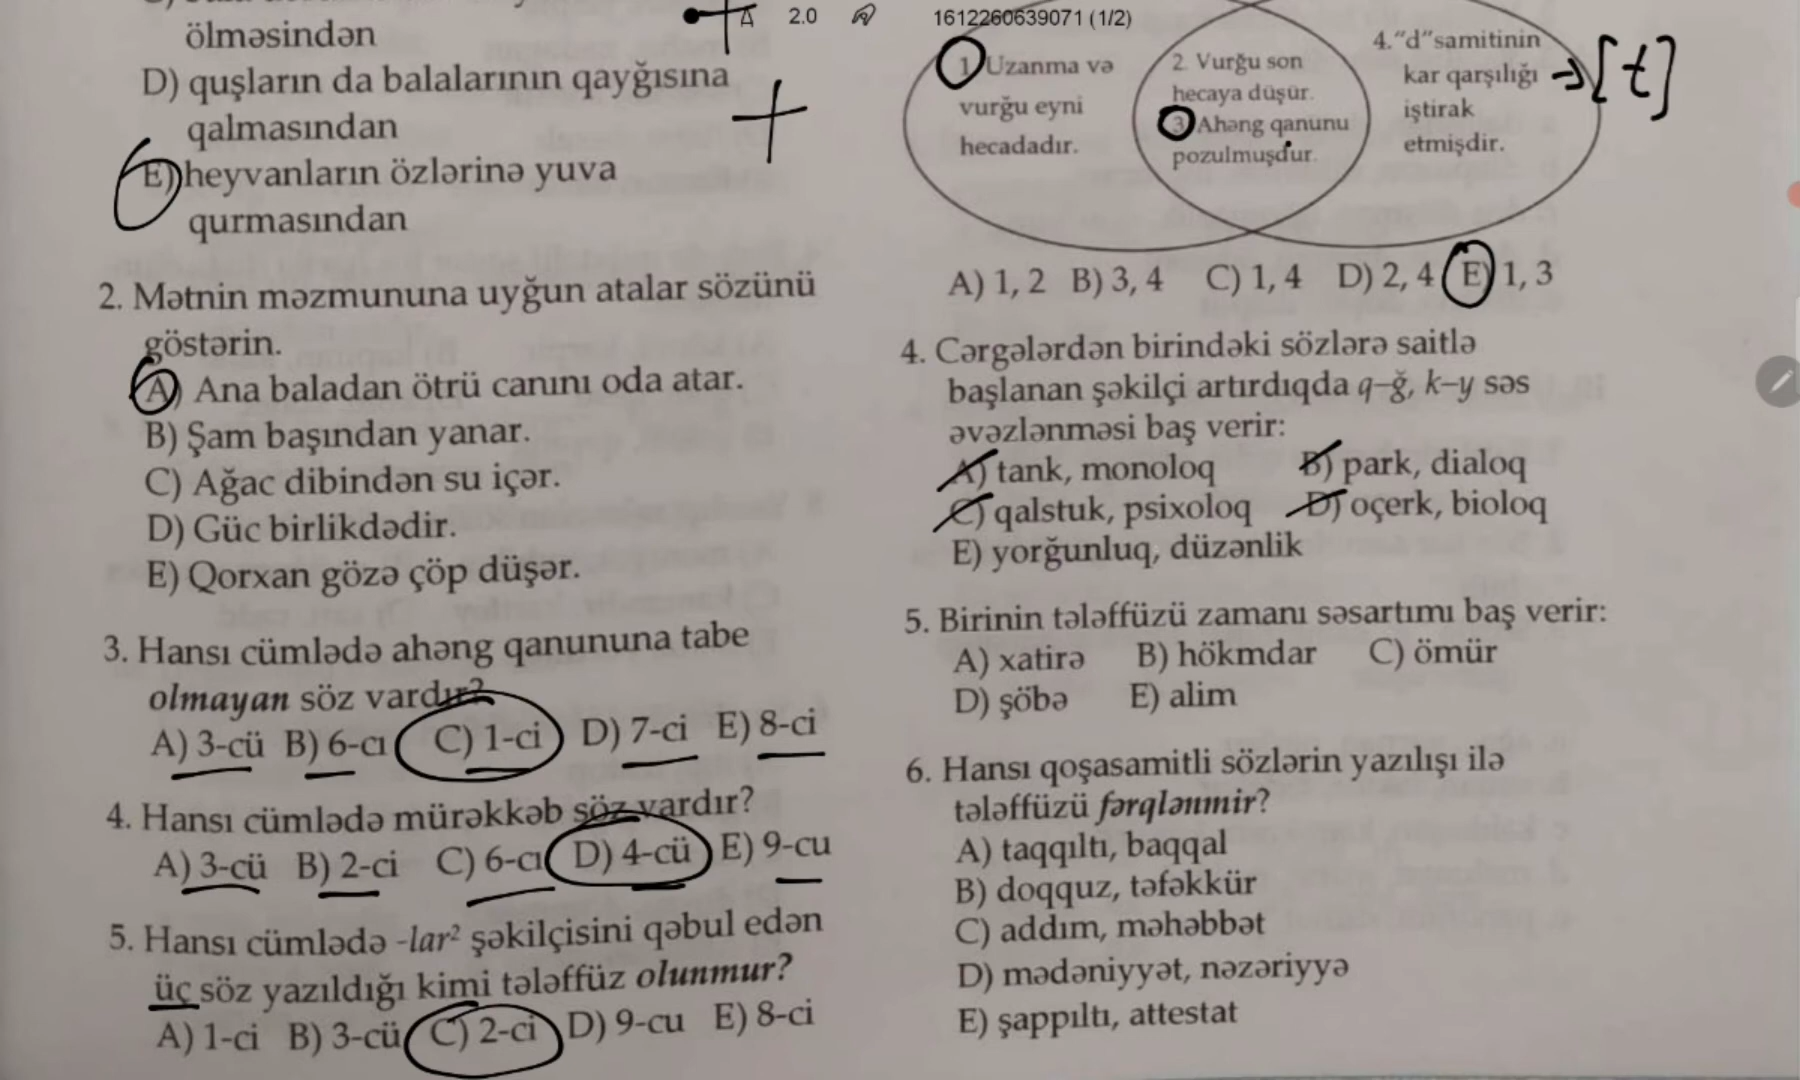 ölməsindən
D) quşların da balalarının qayğısına
qalmasından
E) heyvanların özlərinə yuva
qurmasından
2. Mətnin məzmununa uyğun atalar sözünü
göstərin.
A) Ana baladan ötrü canını oda atar.
B) Şam başından yanar.
C) Ağac dibindən su içər.
D) Güc birlikdədir.
E) Qorxan gözə çöp düşər.
3. Hansı cümlədə ahəng qanununa tabe
olmayan söz vardır?
A) 3-cü B) 6-cı C) 1-ci D) 7-ci E) 8-ci
4. Hansı cümlədə mürəkkəb söz vardır?
A) 3-cü B) 2-ci C) 6-cı D) 4-cü E) 9-cu
5. Hansı cümlədə -lar² şəkilçisini qəbul edən
üç söz yazıldığı kimi tələffüz olunmur?
A) 1-ci B) 3-cü C) 2-ci D) 9-cu E) 8-ci
2.0
1612260639071 (1/2)
1 Uzanma və
vurğu eyni
hecadadır.
2. Vurğu son
hecaya düşür.
3 Ahəng qanunu
pozulmuşdur.
4."d"samitinin
kar qarşılığı
iştirak
etmişdir.
→[t]
A) 1, 2 B) 3, 4 C) 1, 4 D) 2, 4 E) 1, 3
4. Cərgələrdən birindəki sözlərə saitlə
başlanan şəkilçi artırdıqda q–ğ, k–y səs
əvəzlənməsi baş verir:
A) tank, monoloq B) park, dialoq
C) qalstuk, psixoloq D) oçerk, bioloq
E) yorğunluq, düzənlik
5. Birinin tələffüzü zamanı səsartımı baş verir:
A) xatirə B) hökmdar C) ömür
D) şöbə E) alim
6. Hansı qoşasamitli sözlərin yazılışı ilə
tələffüzü fərqlənmir?
A) taqqıltı, baqqal
B) doqquz, təfəkkür
C) addım, məhəbbət
D) mədəniyyət, nəzəriyyə
E) şappıltı, attestat